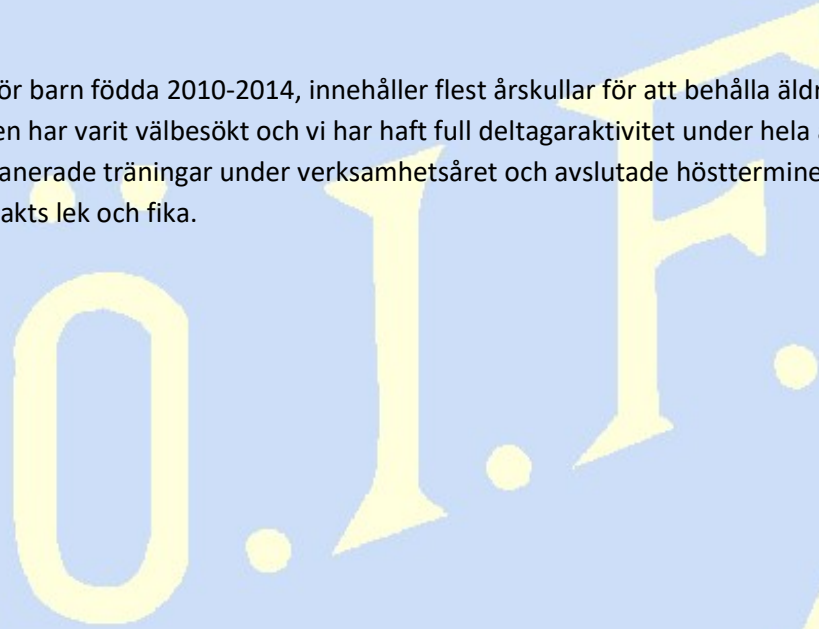 ör barn födda 2010-2014, innehåller flest årskullar för att behålla äldr
en har varit välbesökt och vi har haft full deltagaraktivitet under hela
anerade träningar under verksamhetsåret och avslutade hösttermine
akts lek och fika.
Ö.I.F.